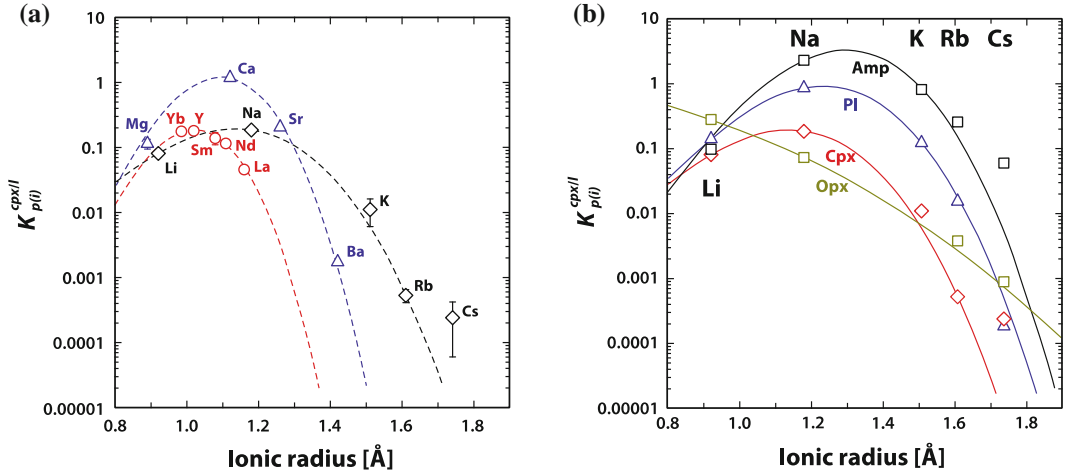 (a)
10
1
0.1
0.01
0.001
0.0001
0.00001
K p(i) cpx/l
Ca
Mg
Yb
Y
Na
Sr
Li
Sm
Nd
La
K
Ba
Rb
Cs
0.8 1.0 1.2 1.4 1.6 1.8
Ionic radius [Å]
(b)
10
1
0.1
0.01
0.001
0.0001
0.00001
K p(i) cpx/l
Na K Rb Cs
Amp
Pl
Cpx
Opx
Li
0.8 1.0 1.2 1.4 1.6 1.8
Ionic radius [Å]